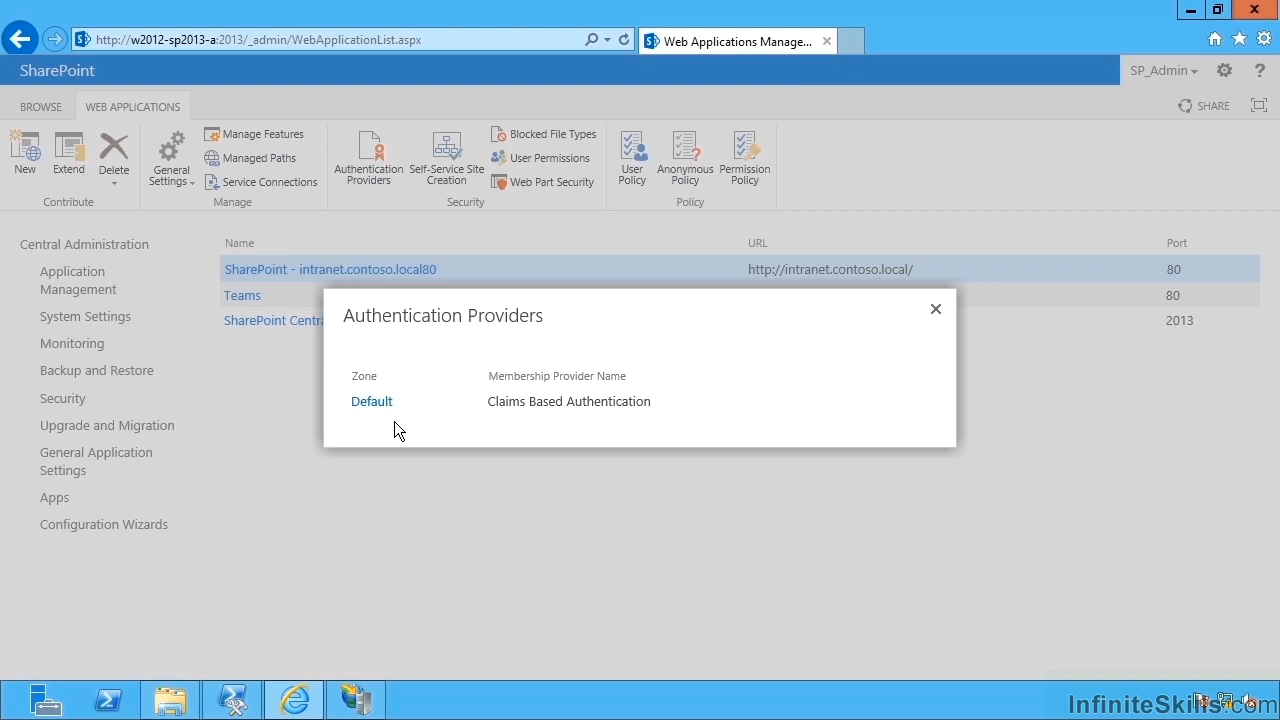 http://w2012-sp2013-a:2013/_admin/WebApplicationList.aspx
Web Applications Manage...
SharePoint
SP_Admin
?
BROWSE
WEB APPLICATIONS
SHARE
New
Extend
Delete
Contribute
General
Settings
Manage Features
Managed Paths
Service Connections
Manage
Authentication
Providers
Self-Service Site
Creation
Blocked File Types
User Permissions
Web Part Security
Security
User
Policy
Anonymous
Policy
Permission
Policy
Policy
Central Administration
Application
Management
System Settings
Monitoring
Backup and Restore
Security
Upgrade and Migration
General Application
Settings
Apps
Configuration Wizards
Name URL Port
SharePoint - intranet.contoso.local80 http://intranet.contoso.local/ 80
Teams 80
SharePoint Centra 2013
Authentication Providers
Zone Membership Provider Name
Default Claims Based Authentication
InfiniteSkills.com